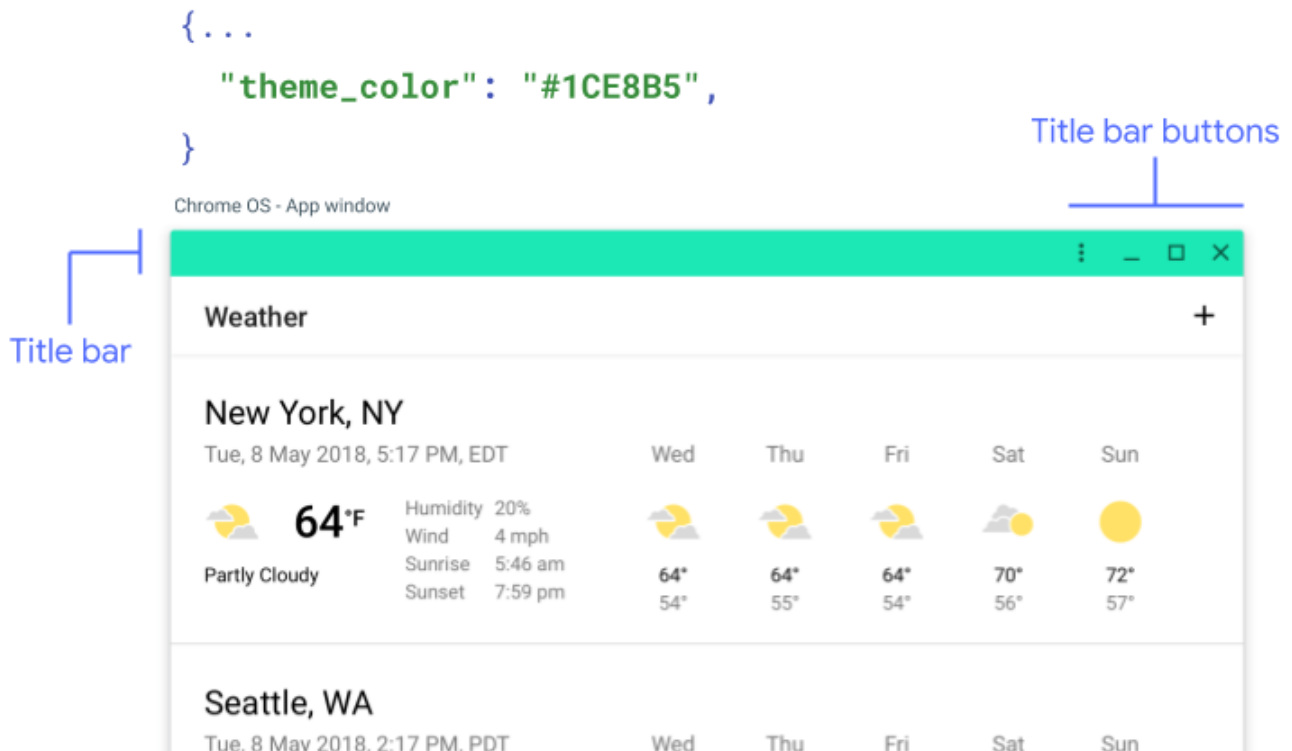 {...
"theme_color": "#1CE8B5",
}
Title bar buttons
Chrome OS - App window
Title bar
Weather
New York, NY
Tue, 8 May 2018, 5:17 PM, EDT Wed Thu Fri Sat Sun
64°F
Humidity 20%
Wind 4 mph
Sunrise 5:46 am
Sunset 7:59 pm
Partly Cloudy
64° 64° 64° 70° 72°
54° 55° 54° 56° 57°
Seattle, WA
Tue, 8 May 2018, 2:17 PM, PDT Wed Thu Fri Sat Sun